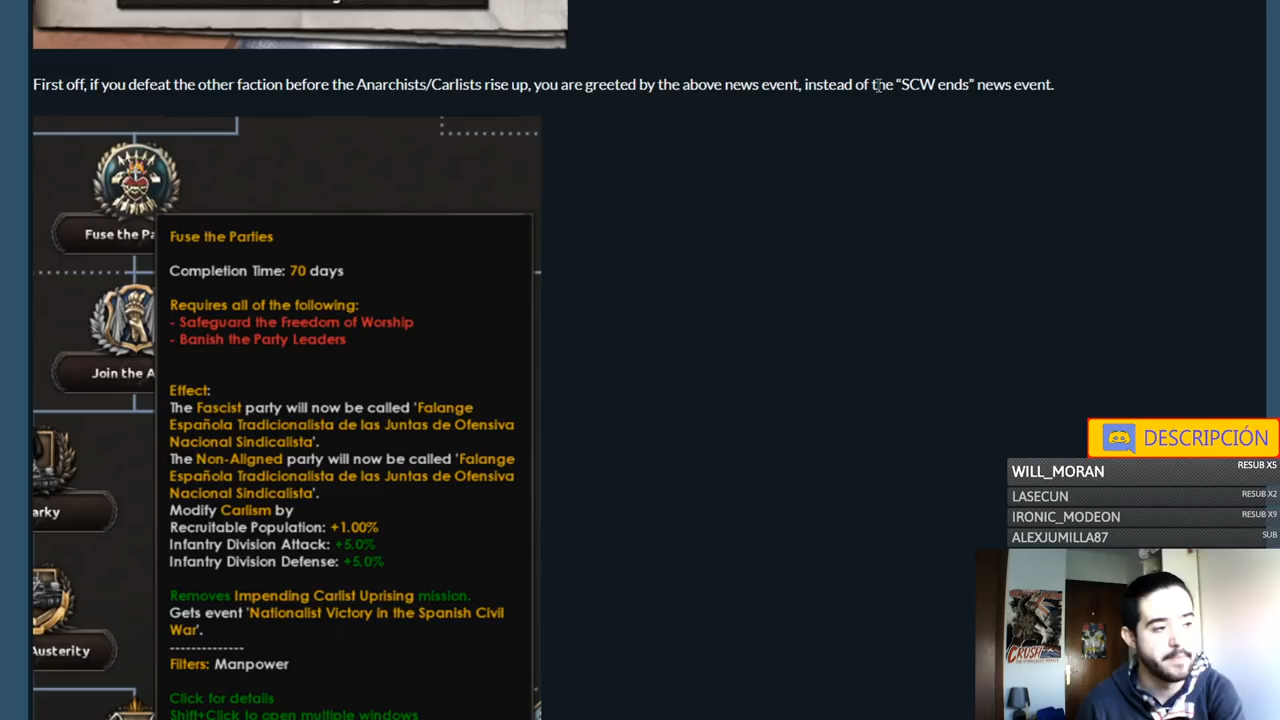 First off, if you defeat the other faction before the Anarchists/Carlists rise up, you are greeted by the above news event, instead of the “SCW ends” news event.
Fuse the Pa
Fuse the Parties
Completion Time: 70 days
Requires all of the following:
- Safeguard the Freedom of Worship
- Banish the Party Leaders
Join the A
Effect:
The Fascist party will now be called 'Falange
Española Tradicionalista de las Juntas de Ofensiva
Nacional Sindicalista'.
The Non-Aligned party will now be called 'Falange
Española Tradicionalista de las Juntas de Ofensiva
Nacional Sindicalista'.
Modify Carlism by
arky
Recruitable Population: +1.00%
Infantry Division Attack: +5.0%
Infantry Division Defense: +5.0%
Removes Impending Carlist Uprising mission.
Gets event 'Nationalist Victory in the Spanish Civil
War'.
--------------
Austerity
Filters: Manpower
Click for details
Shift+Click to open multiple windows
DESCRIPCIÓN
WILL_MORAN RESUB X5
LASECUN RESUB X2
IRONIC_MODEON RESUB X9
ALEXJUMILLA87 SUB
CRUSH